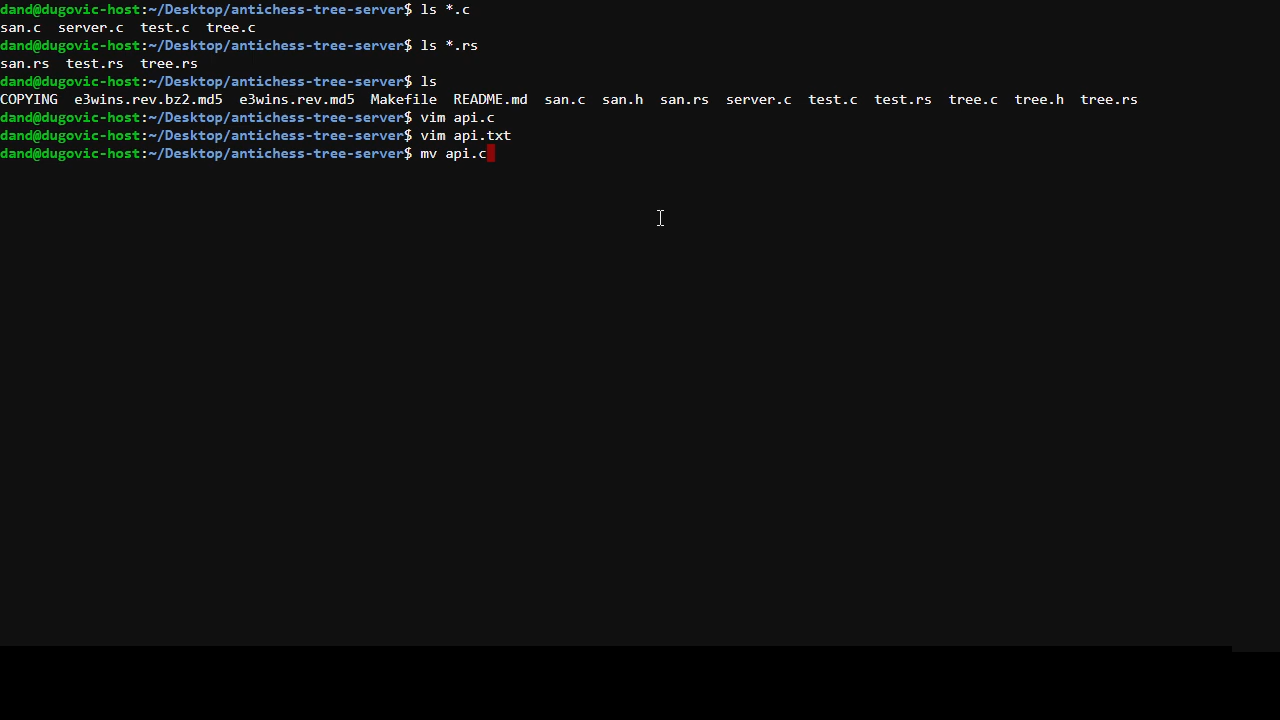 dand@dugovic-host:~/Desktop/antichess-tree-server$ ls *.c
san.c  server.c  test.c  tree.c
dand@dugovic-host:~/Desktop/antichess-tree-server$ ls *.rs
san.rs  test.rs  tree.rs
dand@dugovic-host:~/Desktop/antichess-tree-server$ ls
COPYING  e3wins.rev.bz2.md5  e3wins.rev.md5  Makefile  README.md  san.c  san.h  san.rs  server.c  test.c  test.rs  tree.c  tree.h  tree.rs
dand@dugovic-host:~/Desktop/antichess-tree-server$ vim api.c
dand@dugovic-host:~/Desktop/antichess-tree-server$ vim api.txt
dand@dugovic-host:~/Desktop/antichess-tree-server$ mv api.c